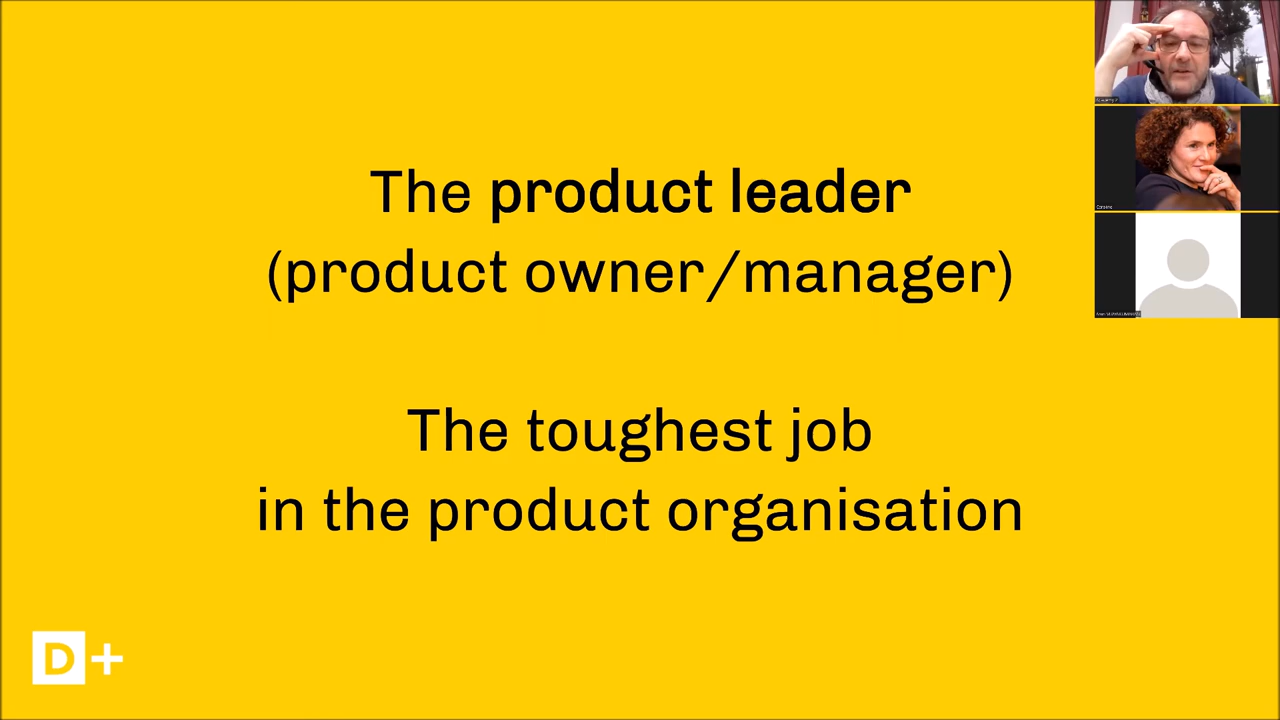 The product leader
(product owner/manager)
The toughest job
in the product organisation
D+